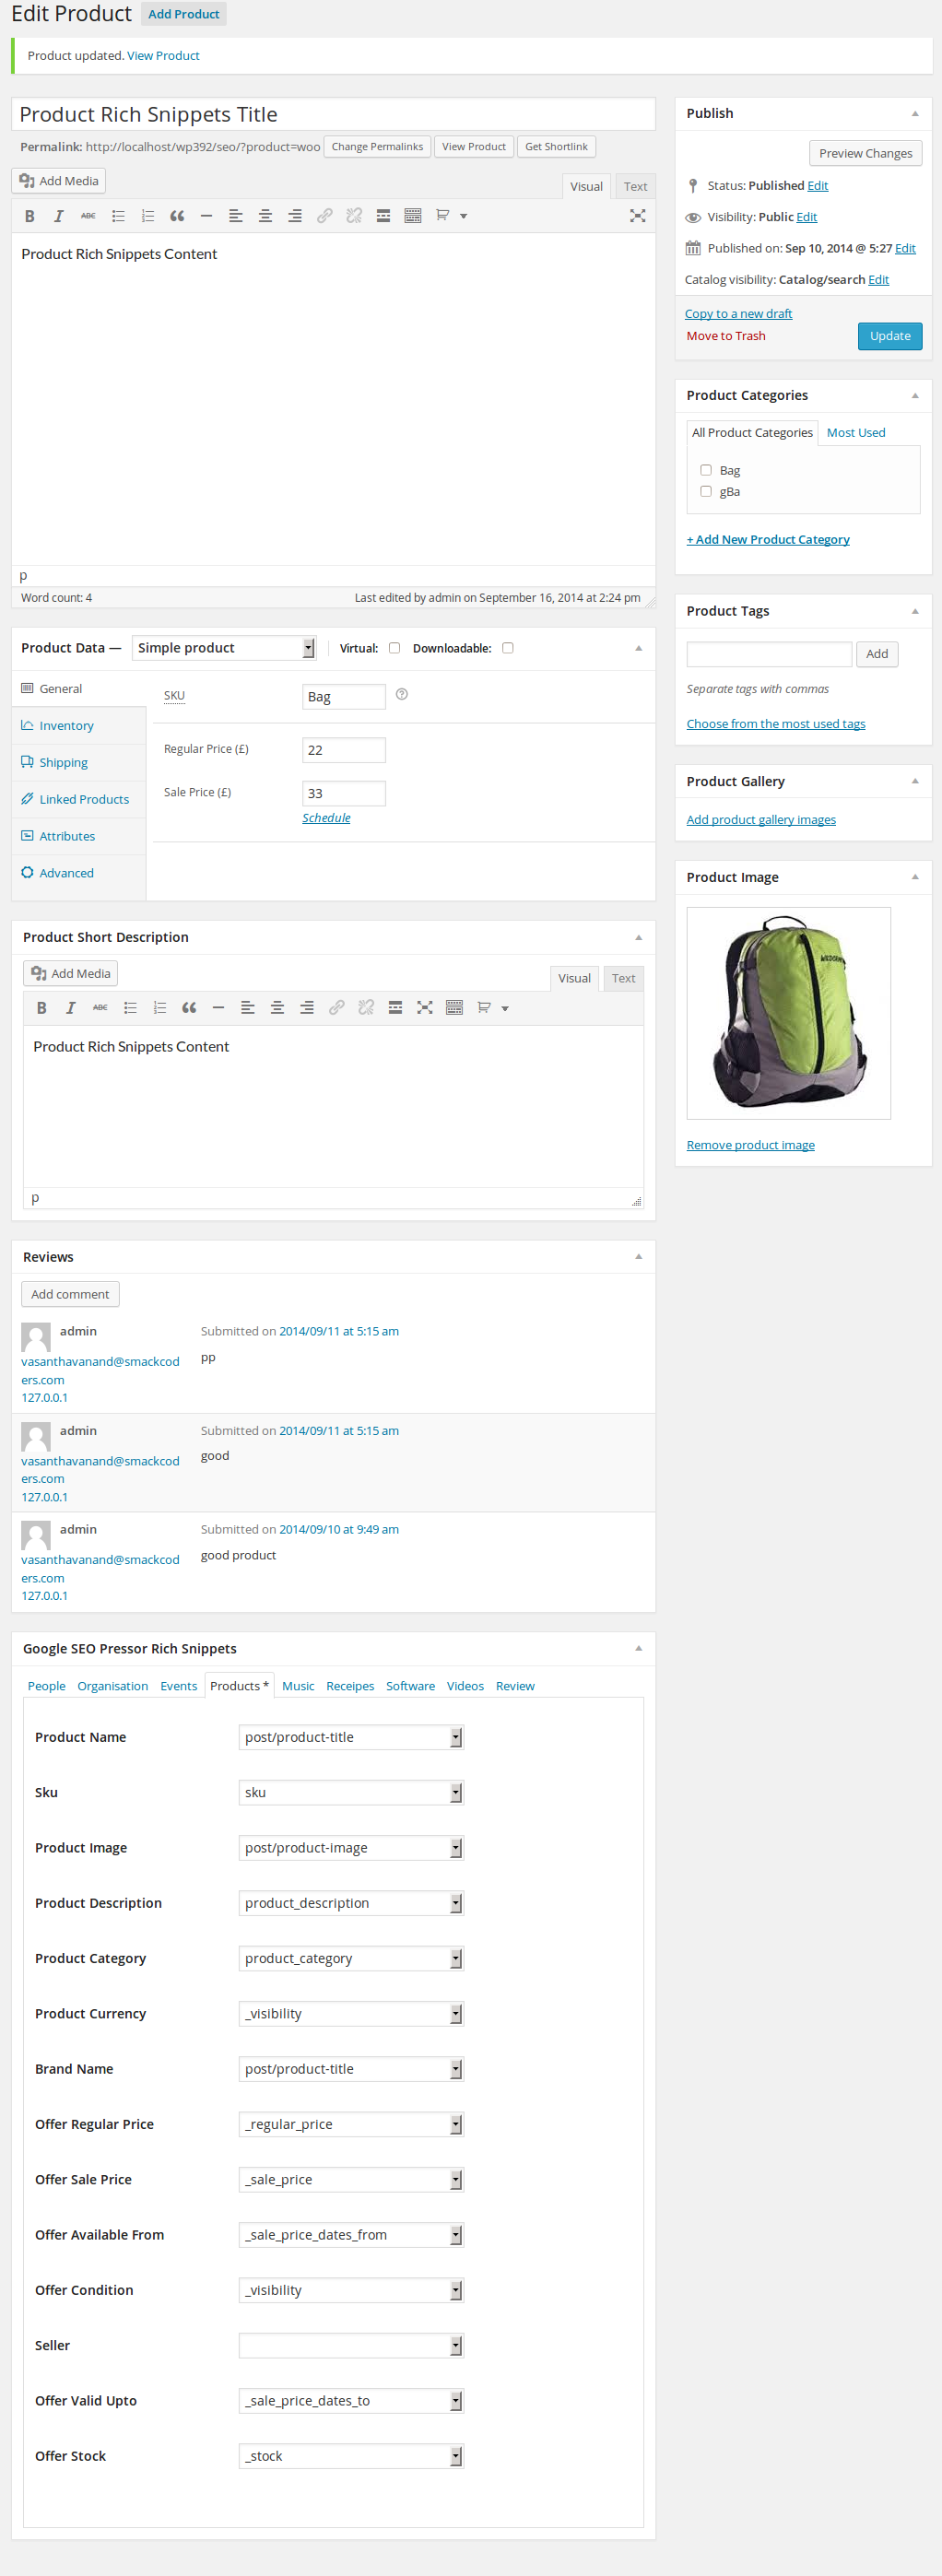 Edit Product Add Product
Product updated. View Product
Product Rich Snippets Title
Permalink: http://localhost/wp392/seo/?product=woo Change Permalinks View Product Get Shortlink
Add Media
Visual Text
B I ABC
Product Rich Snippets Content
p
Word count: 4 Last edited by admin on September 16, 2014 at 2:24 pm
Product Data — Simple product Virtual: Downloadable:
General
Inventory
Shipping
Linked Products
Attributes
Advanced
SKU Bag
Regular Price (£) 22
Sale Price (£) 33
Schedule
Product Short Description
Add Media
Visual Text
B I ABC
Product Rich Snippets Content
p
Reviews
Add comment
admin Submitted on 2014/09/11 at 5:15 am
pp
vasanthavanand@smackcod
ers.com
127.0.0.1
admin Submitted on 2014/09/11 at 5:15 am
good
vasanthavanand@smackcod
ers.com
127.0.0.1
admin Submitted on 2014/09/10 at 9:49 am
good product
vasanthavanand@smackcod
ers.com
127.0.0.1
Google SEO Pressor Rich Snippets
People Organisation Events Products * Music Receipes Software Videos Review
Product Name post/product-title
Sku sku
Product Image post/product-image
Product Description product_description
Product Category product_category
Product Currency _visibility
Brand Name post/product-title
Offer Regular Price _regular_price
Offer Sale Price _sale_price
Offer Available From _sale_price_dates_from
Offer Condition _visibility
Seller
Offer Valid Upto _sale_price_dates_to
Offer Stock _stock
Publish
Preview Changes
Status: Published Edit
Visibility: Public Edit
Published on: Sep 10, 2014 @ 5:27 Edit
Catalog visibility: Catalog/search Edit
Copy to a new draft
Move to Trash Update
Product Categories
All Product Categories Most Used
Bag
gBa
+ Add New Product Category
Product Tags
Add
Separate tags with commas
Choose from the most used tags
Product Gallery
Add product gallery images
Product Image
Remove product image